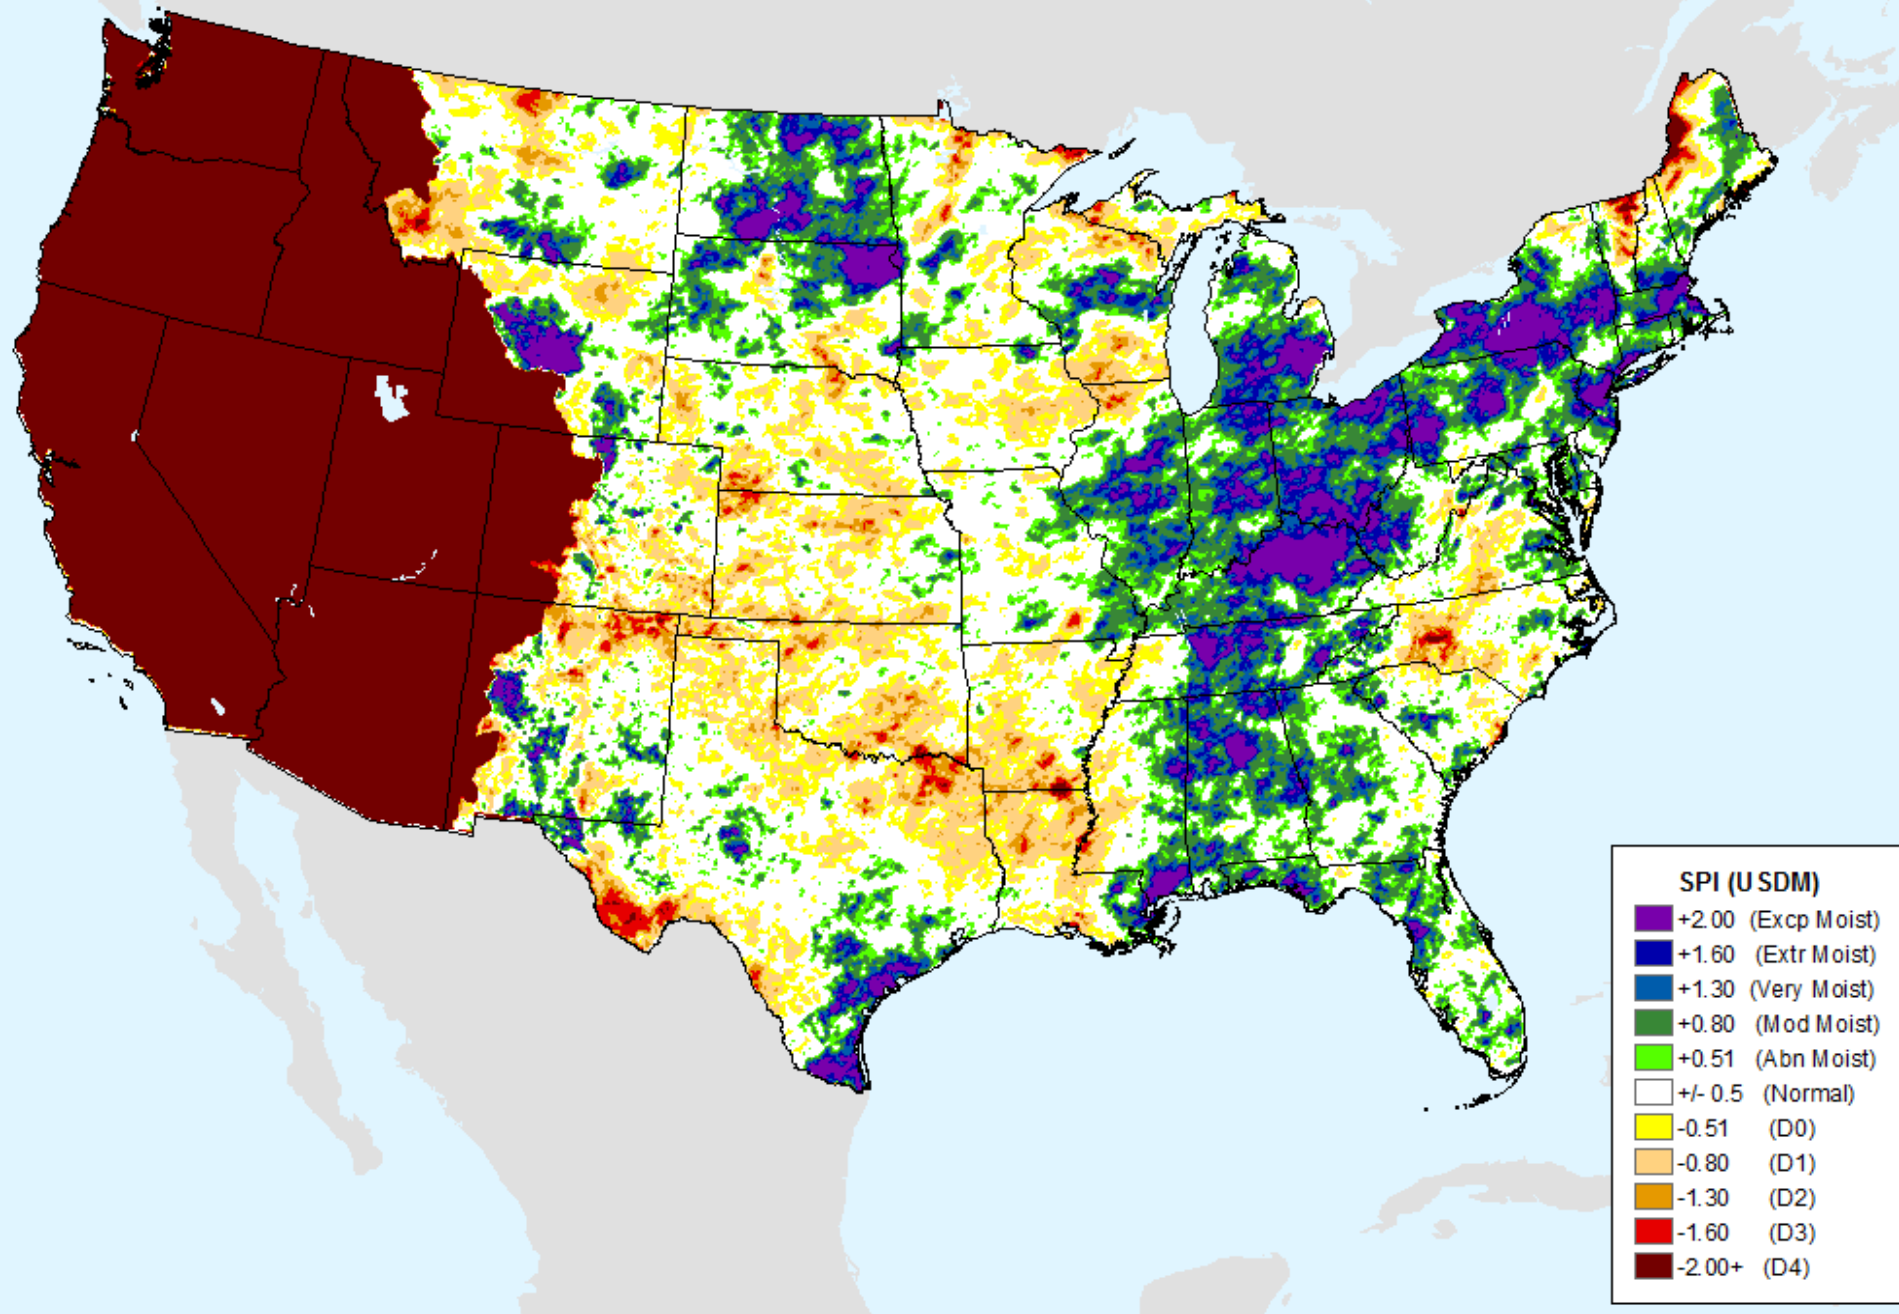 SPI (USDM)
+2.00 (Excp Moist)
+1.60 (Extr Moist)
+1.30 (Very Moist)
+0.80 (Mod Moist)
+0.51 (Abn Moist)
+/- 0.5 (Normal)
-0.51 (D0)
-0.80 (D1)
-1.30 (D2)
-1.60 (D3)
-2.00+ (D4)